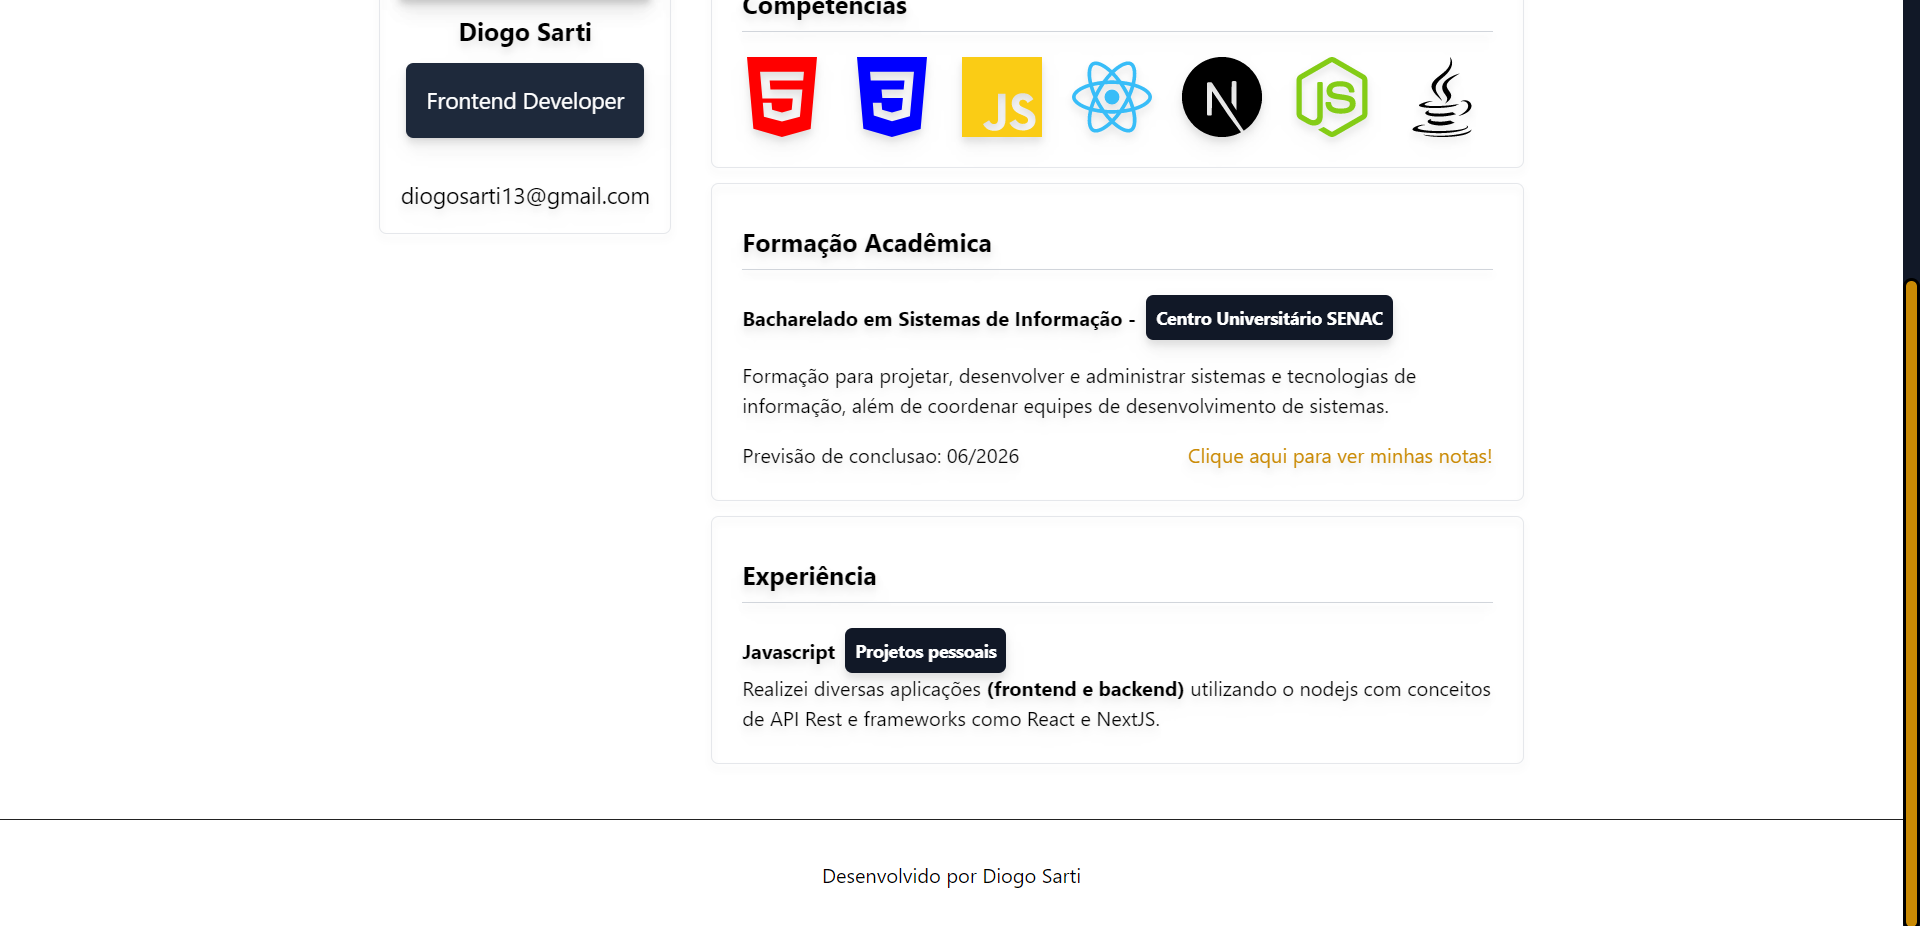 Diogo Sarti
Frontend Developer
diogosarti13@gmail.com
Competências
JS
JS
Formação Acadêmica
Bacharelado em Sistemas de Informação - Centro Universitário SENAC
Formação para projetar, desenvolver e administrar sistemas e tecnologias de
informação, além de coordenar equipes de desenvolvimento de sistemas.
Previsão de conclusao: 06/2026 Clique aqui para ver minhas notas!
Experiência
Javascript Projetos pessoais
Realizei diversas aplicações (frontend e backend) utilizando o nodejs com conceitos
de API Rest e frameworks como React e NextJS.
Desenvolvido por Diogo Sarti